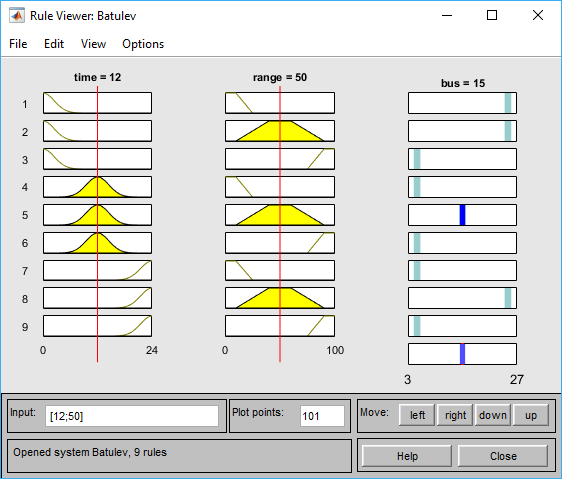 Rule Viewer: Batulev
File Edit View Options
time = 12 range = 50 bus = 15
1
2
3
4
5
6
7
8
9
0 24 0 100
3 27
Input: [12;50] Plot points: 101 Move: left right down up
Opened system Batulev, 9 rules Help Close